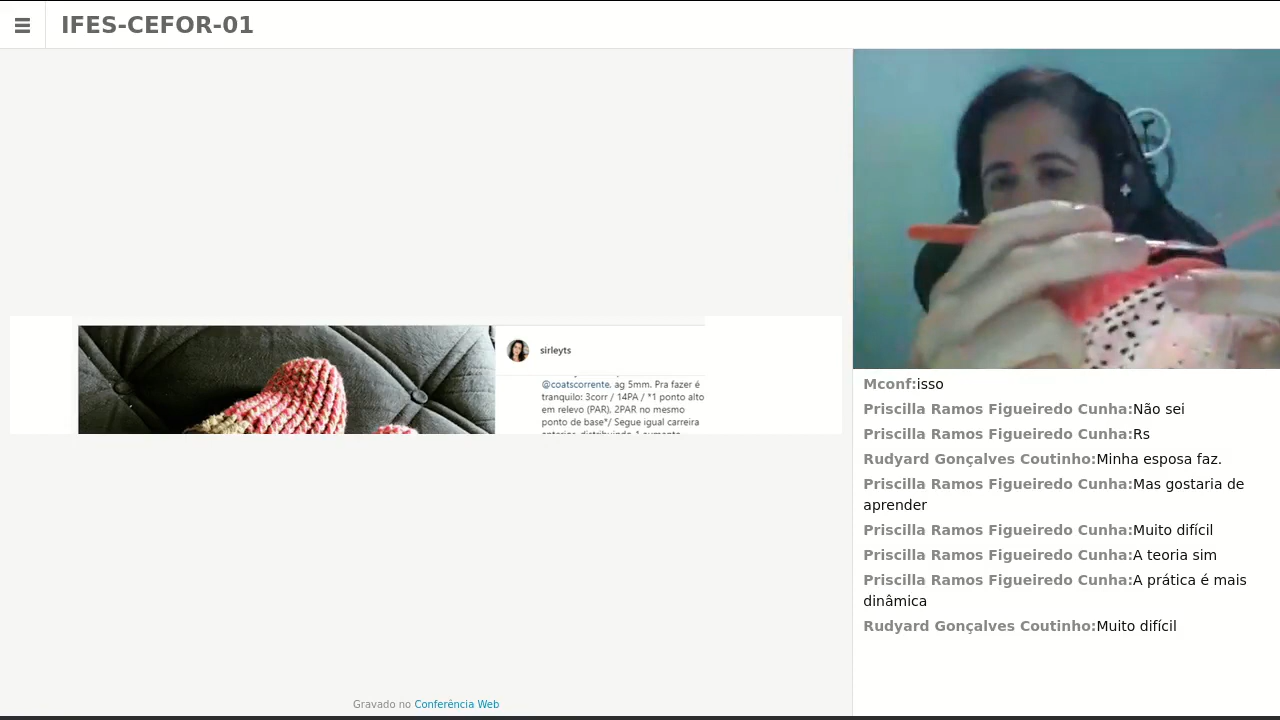 IFES-CEFOR-01
sirleyts
@coatscorrente. ag 5mm. Pra fazer é
tranquilo: 3corr / 14PA / *1 ponto alto
em relevo (PAR), 2PAR no mesmo
ponto de base*/ Segue igual carreira
anterior, distribuindo 1 aumento
Mconf:isso
Priscilla Ramos Figueiredo Cunha:Não sei
Priscilla Ramos Figueiredo Cunha:Rs
Rudyard Gonçalves Coutinho:Minha esposa faz.
Priscilla Ramos Figueiredo Cunha:Mas gostaria de
aprender
Priscilla Ramos Figueiredo Cunha:Muito difícil
Priscilla Ramos Figueiredo Cunha:A teoria sim
Priscilla Ramos Figueiredo Cunha:A prática é mais
dinâmica
Rudyard Gonçalves Coutinho:Muito difícil
Gravado no Conferência Web